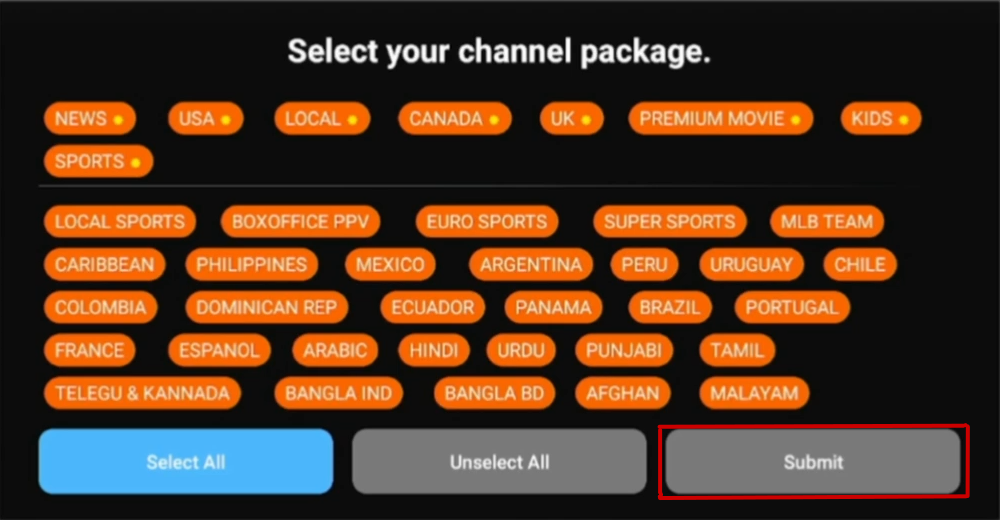 Select your channel package.
NEWS USA LOCAL CANADA UK PREMIUM MOVIE KIDS
SPORTS
LOCAL SPORTS BOXOFFICE PPV EURO SPORTS SUPER SPORTS MLB TEAM
CARIBBEAN PHILIPPINES MEXICO ARGENTINA PERU URUGUAY CHILE
COLOMBIA DOMINICAN REP ECUADOR PANAMA BRAZIL PORTUGAL
FRANCE ESPANOL ARABIC HINDI URDU PUNJABI TAMIL
TELEGU & KANNADA BANGLA IND BANGLA BD AFGHAN MALAYAM
Select All Unselect All Submit